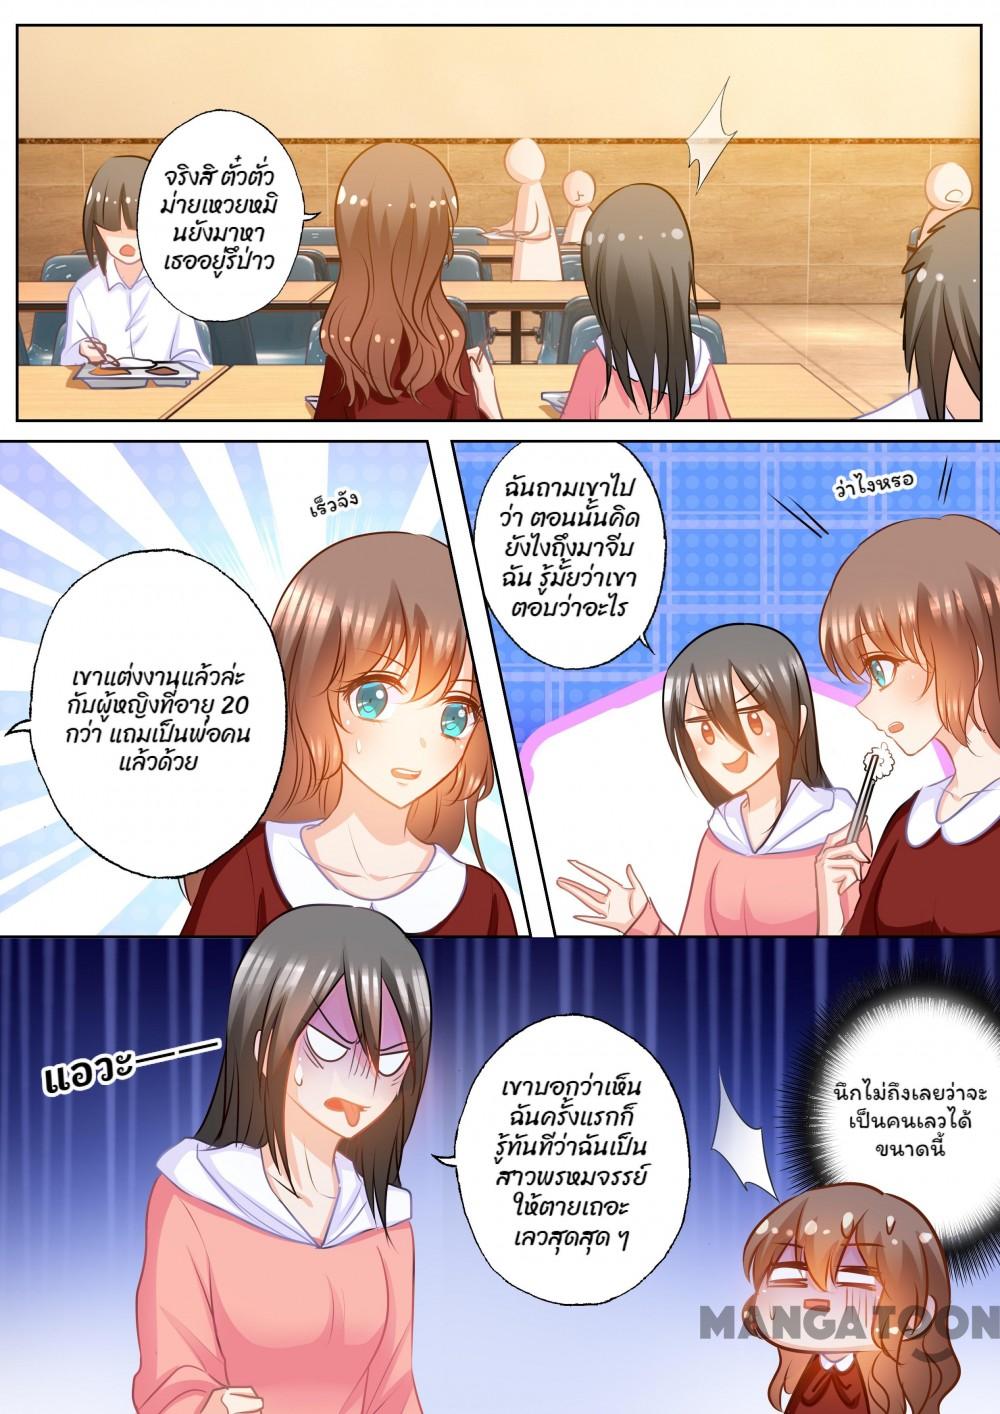 จริงสิ ตั๋วตั่ว
ม่ายเหวยหมิ
นยังมาหา
เธออยู่รึป่าว
เร็วจัง
เขาแต่งงานแล้วล่ะ
กับผู้หญิงที่อายุ 20
กว่า แถมเป็นพ่อคน
แล้วด้วย
ฉันถามเขาไป
ว่า ตอนนั้นคิด
ยังไงถึงมาจีบ
ฉัน รู้มั้ยว่าเขา
ตอบว่าอะไร
ว่าไงหรอ
แอวะ——
เขาบอกว่าเห็น
ฉันครั้งแรกก็
รู้ทันทีว่าฉันเป็น
สาวพรหมจรรย์
ให้ตายเถอะ
เลวสุดสุด ๆ
นึกไม่ถึงเลยว่าจะ
เป็นคนเลวได้
ขนาดนี้
MANGATOON